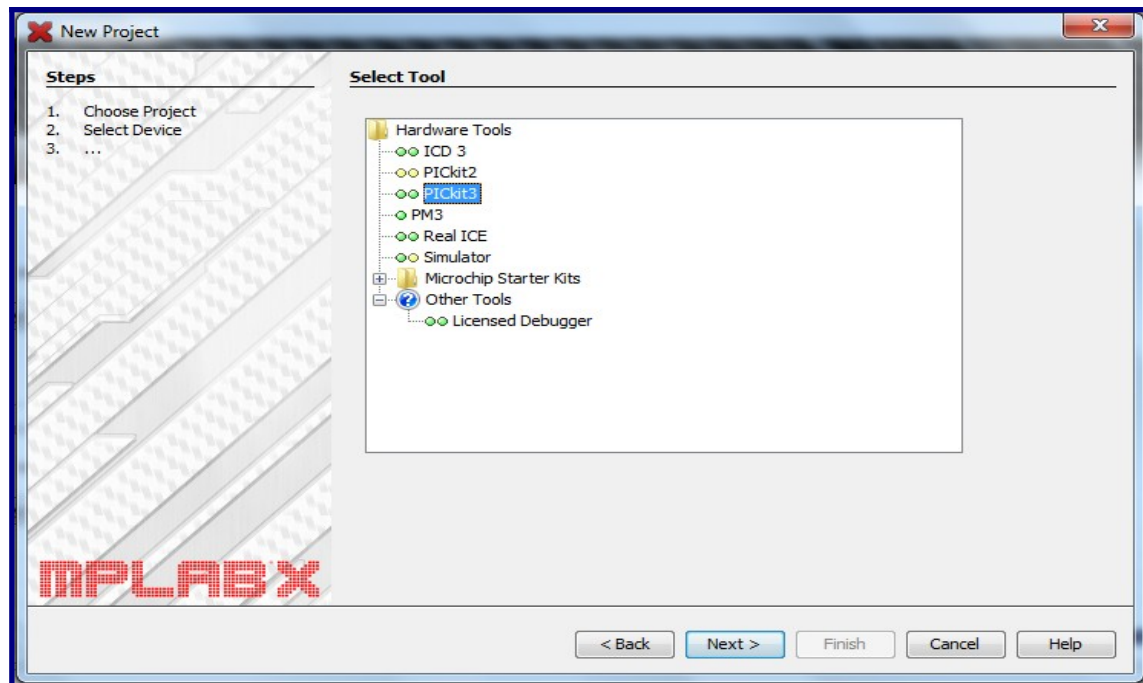 New Project
Steps
1. Choose Project
2. Select Device
3. ...
Select Tool
Hardware Tools
ICD 3
PICkit2
PICkit3
PM3
Real ICE
Simulator
Microchip Starter Kits
Other Tools
Licensed Debugger
MPLAB X
< Back Next > Finish Cancel Help